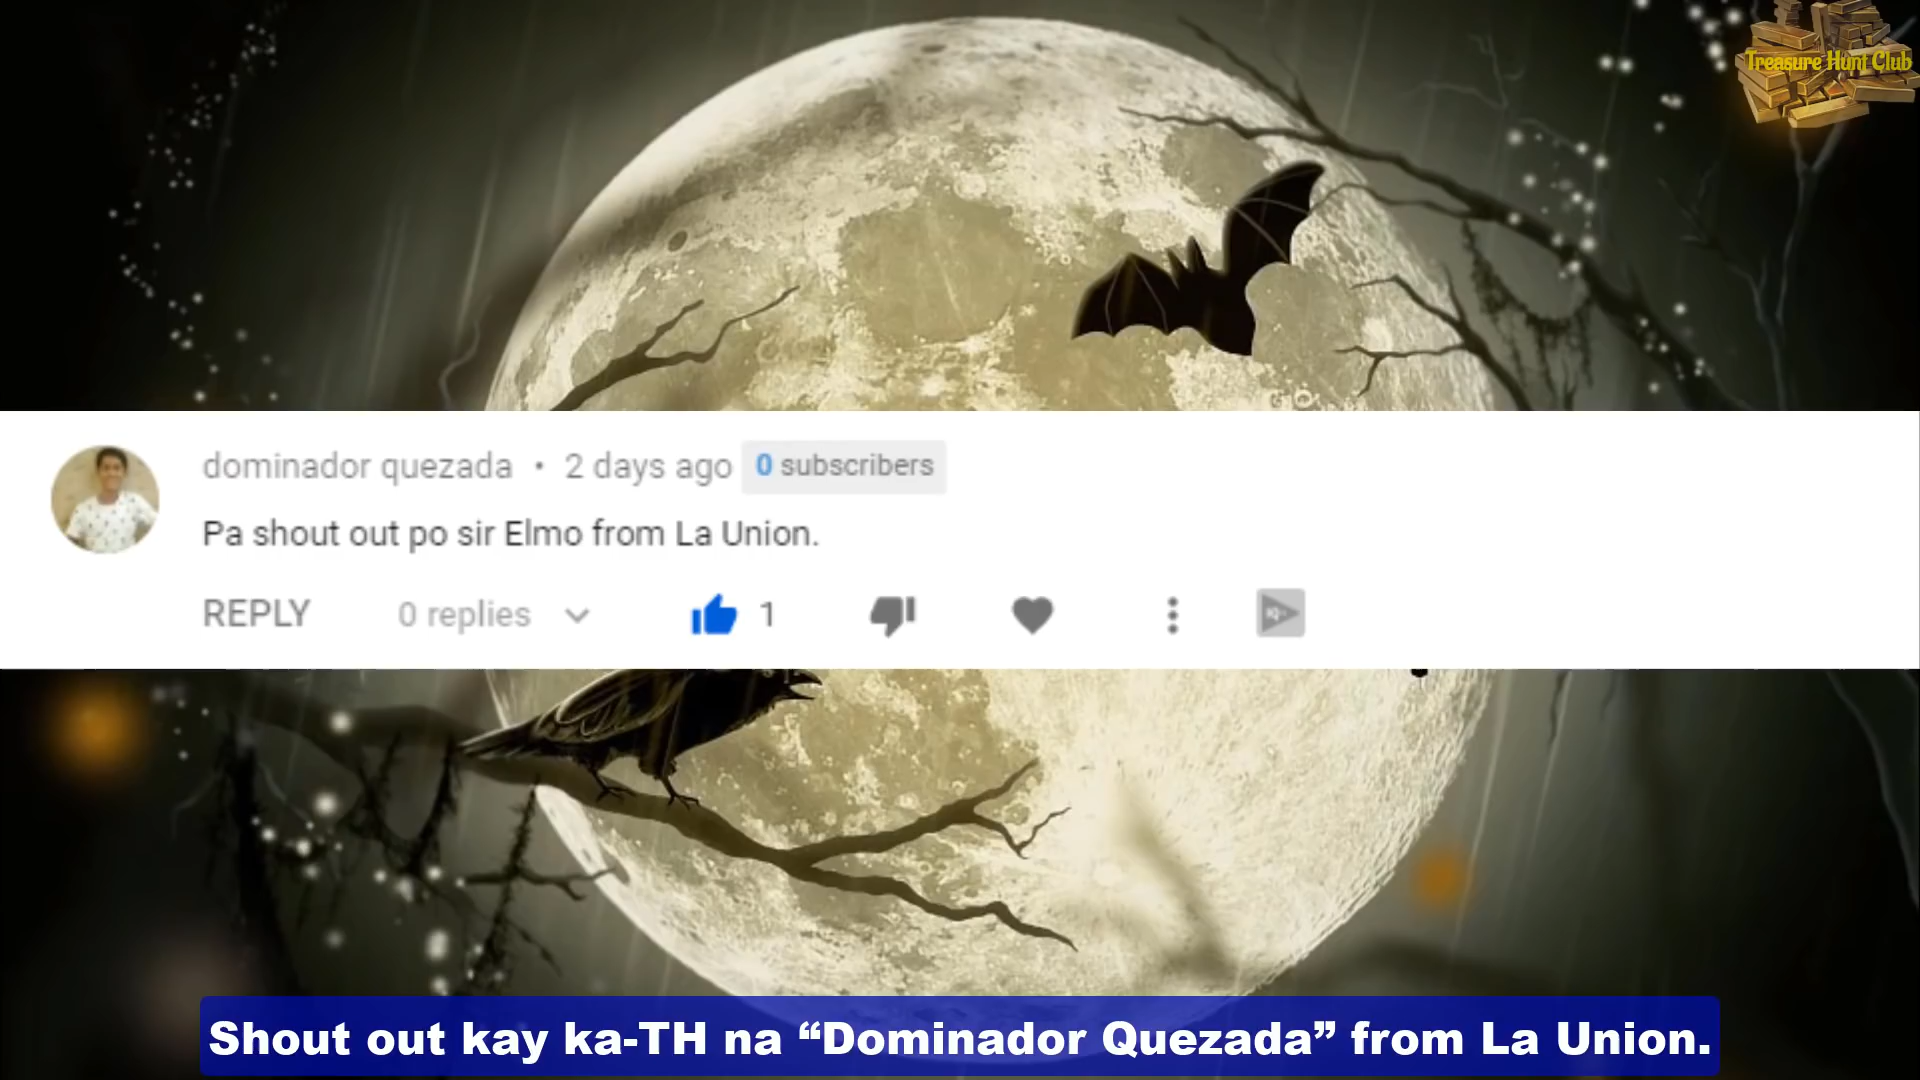 Treasure Hunt Club
dominador quezada • 2 days ago 0 subscribers
Pa shout out po sir Elmo from La Union.
REPLY 0 replies 1
Shout out kay ka-TH na “Dominador Quezada” from La Union.